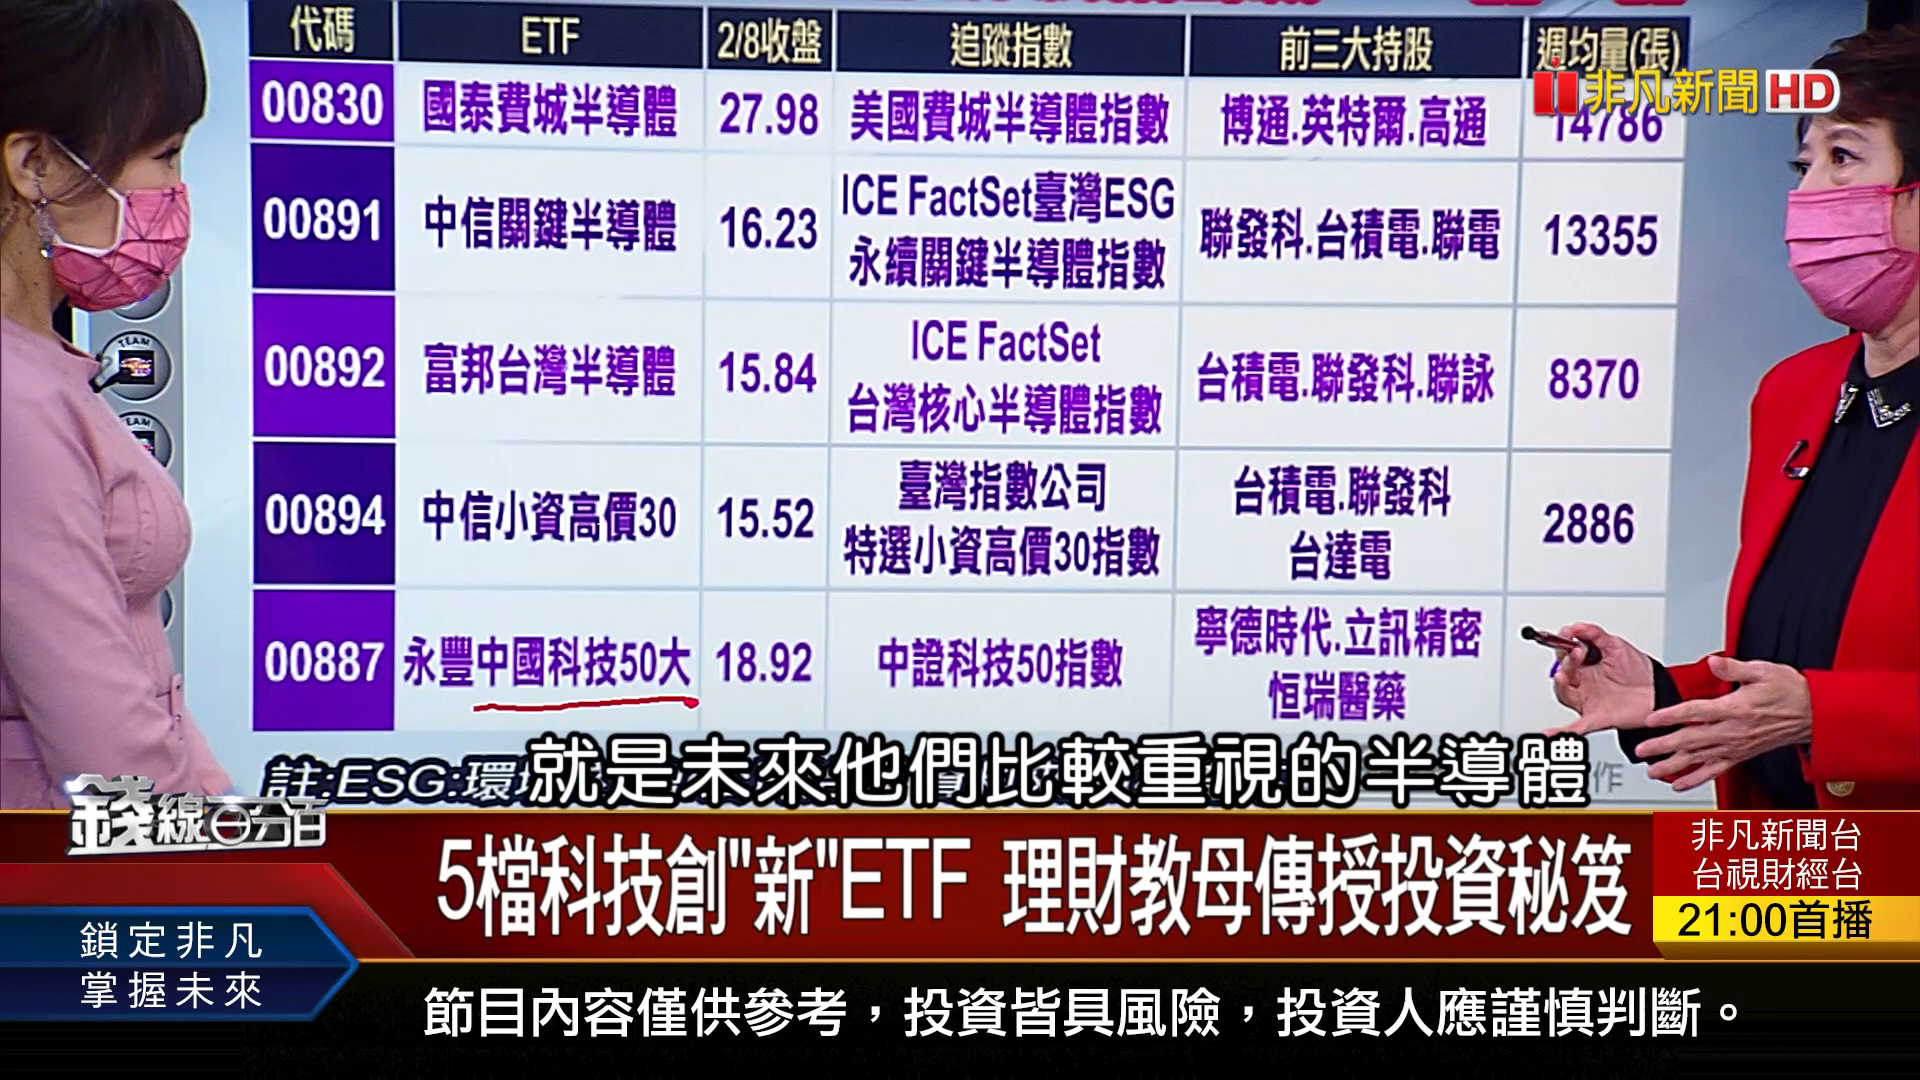 代碼 ETF 2/8收盤 追蹤指數 前三大持股 週均量(張)
非凡新聞HD
00830 國泰費城半導體 27.98 美國費城半導體指數 博通.英特爾.高通 14786
00891 中信關鍵半導體 16.23 ICE FactSet臺灣ESG
永續關鍵半導體指數 聯發科.台積電.聯電 13355
00892 富邦台灣半導體 15.84 ICE FactSet
台灣核心半導體指數 台積電.聯發科.聯詠 8370
00894 中信小資高價30 15.52 臺灣指數公司
特選小資高價30指數 台積電.聯發科
台達電 2886
00887 永豐中國科技50大 18.92 中證科技50指數 寧德時代.立訊精密
恒瑞醫藥
TEAM
註:ESG:環
就是未來他們比較重視的半導體
作
錢線百分百
5檔科技創"新"ETF 理財教母傳授投資秘笈
非凡新聞台
台視財經台
21:00首播
鎖定非凡
掌握未來
節目內容僅供參考，投資皆具風險，投資人應謹慎判斷。